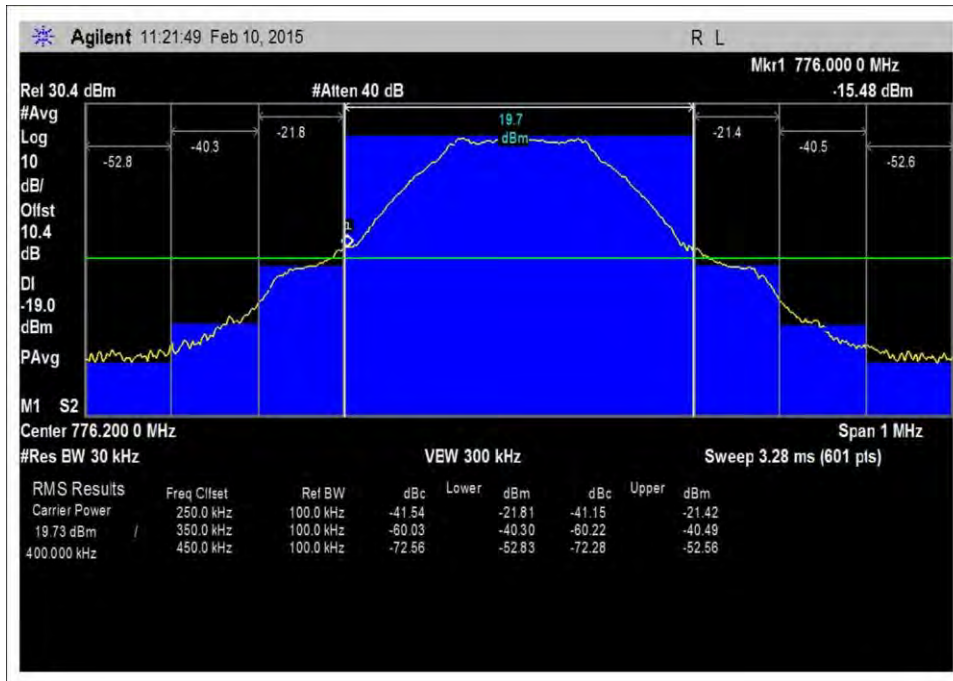 Agilent 11:21:49 Feb 10, 2015 R L
Mkr1 776.000 0 MHz
Rel 30.4 dBm #Atten 40 dB -15.48 dBm
#Avg
Log
10
dB/
Offst
10.4
dB
DI
-19.0
dBm
PAvg
M1 S2
-52.8 -40.3 -21.8 19.7 dBm -21.4 -40.5 -52.6
1
Center 776.200 0 MHz Span 1 MHz
#Res BW 30 kHz VEW 300 kHz Sweep 3.28 ms (601 pts)
RMS Results Freq Clfset Ref BW dBc Lower dBm dBc Upper dBm
Carrier Power 250.0 kHz 100.0 kHz -41.54 -21.81 -41.15 -21.42
19.73 dBm / 350.0 kHz 100.0 kHz -60.03 -40.30 -60.22 -40.49
400.000 kHz 450.0 kHz 100.0 kHz -72.56 -52.83 -72.28 -52.56